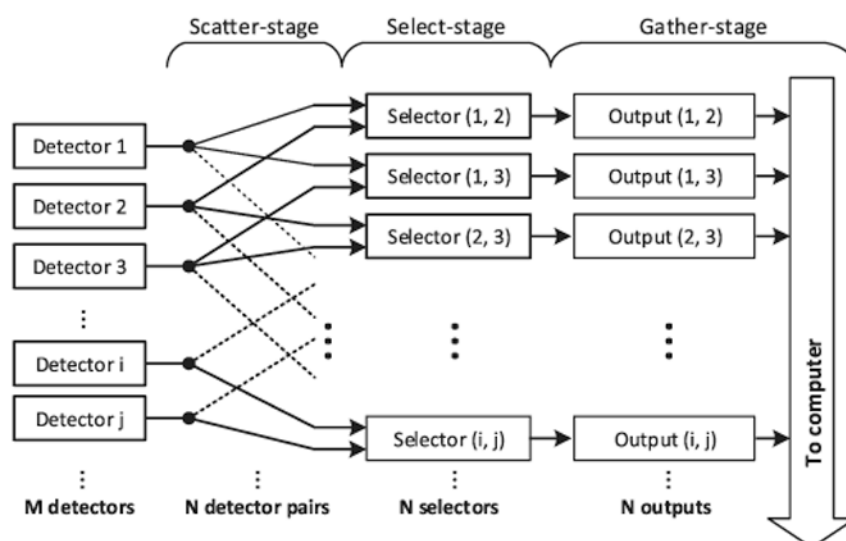 Scatter-stage
Select-stage
Gather-stage
Detector 1
Detector 2
Detector 3
Detector i
Detector j
Selector (1, 2)
Selector (1, 3)
Selector (2, 3)
Selector (i, j)
Output (1, 2)
Output (1, 3)
Output (2, 3)
Output (i, j)
To computer
M detectors
N detector pairs
N selectors
N outputs